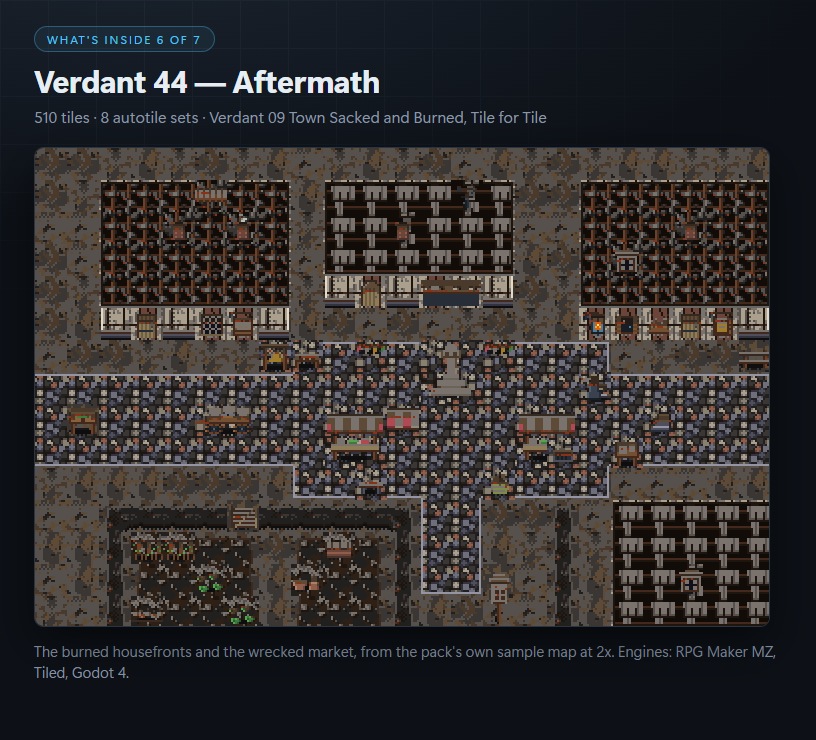 WHAT'S INSIDE 6 OF 7
Verdant 44 — Aftermath
510 tiles · 8 autotile sets · Verdant 09 Town Sacked and Burned, Tile for Tile
The burned housefronts and the wrecked market, from the pack's own sample map at 2x. Engines: RPG Maker MZ,
Tiled, Godot 4.